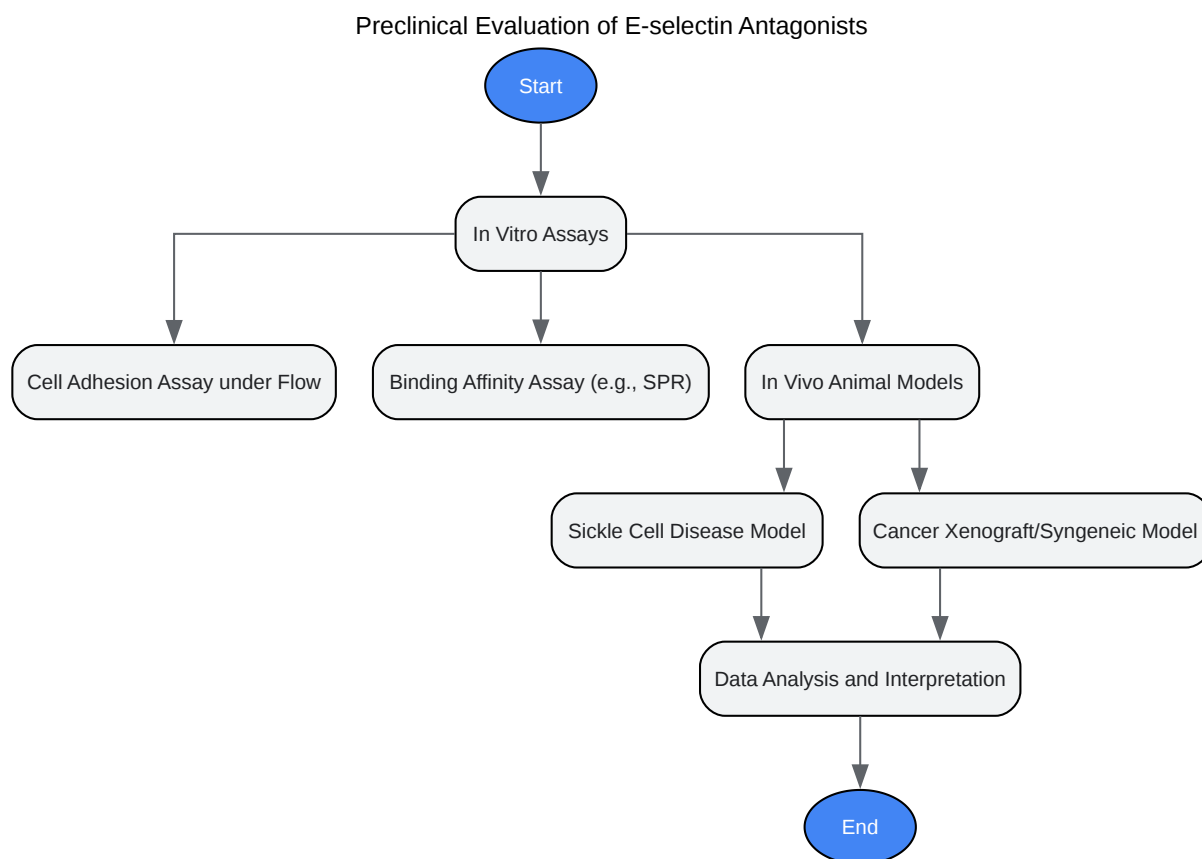 Preclinical Evaluation of E-selectin Antagonists
Start
In Vitro Assays
Cell Adhesion Assay under Flow
Binding Affinity Assay (e.g., SPR)
In Vivo Animal Models
Sickle Cell Disease Model
Cancer Xenograft/Syngeneic Model
Data Analysis and Interpretation
End